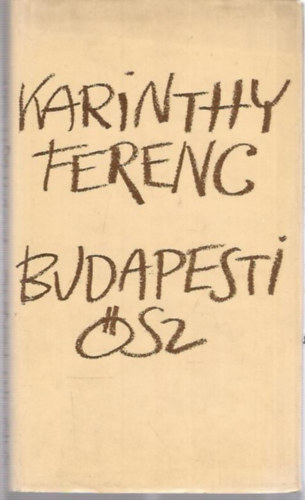 KARINTHY
FERENC
BUDAPESTI
ŐSZ